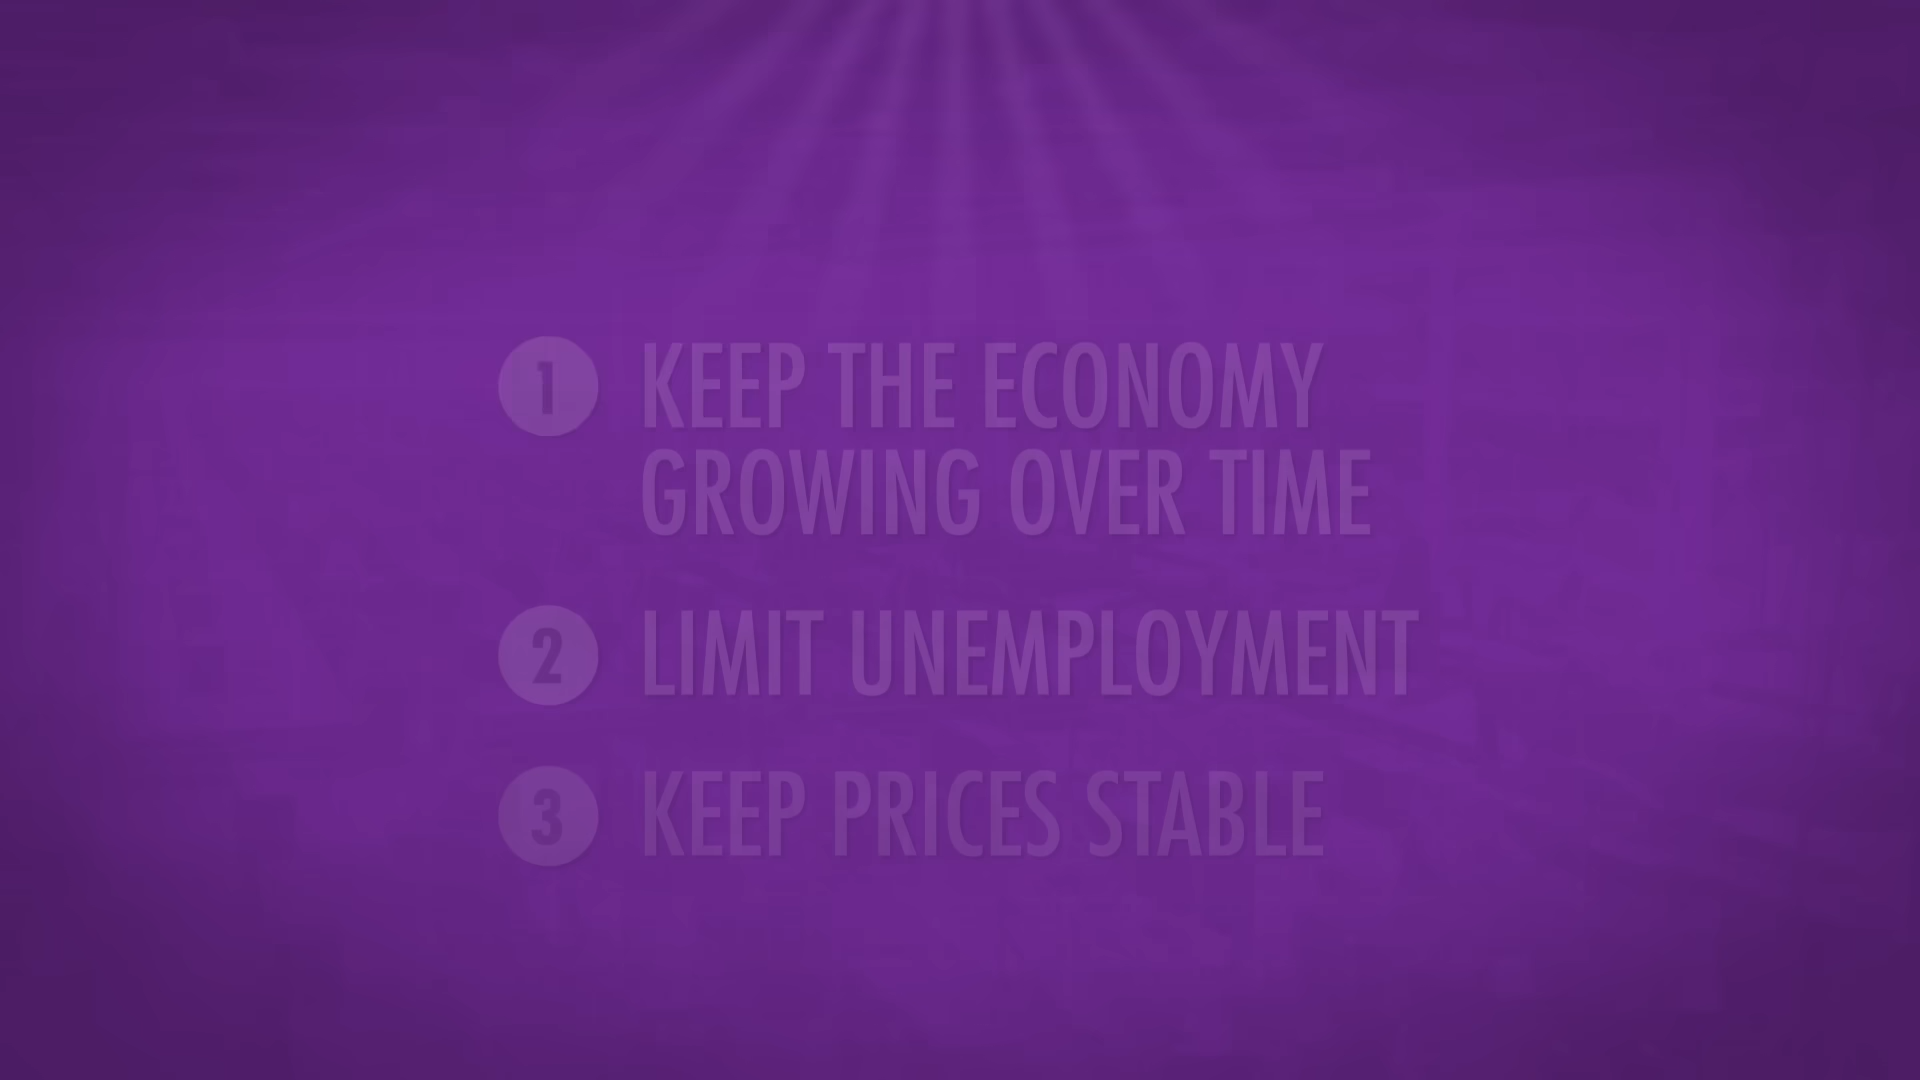 1 KEEP THE ECONOMY
GROWING OVER TIME
2 LIMIT UNEMPLOYMENT
3 KEEP PRICES STABLE